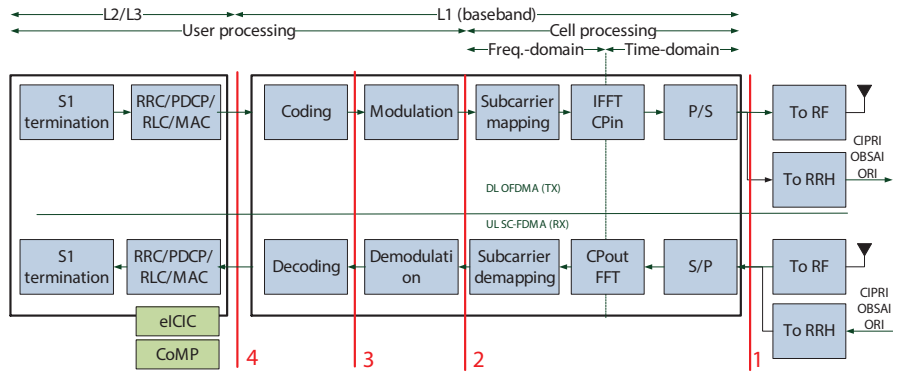 L2/L3
L1 (baseband)
User processing
Cell processing
Freq.-domain
Time-domain
S1
termination
RRC/PDCP/
RLC/MAC
Coding
Modulation
Subcarrier
mapping
IFFT
CPin
P/S
To RF
CIPRI
OBSAI
ORI
To RRH
DL OFDMA (TX)
UL SC-FDMA (RX)
S1
termination
RRC/PDCP/
RLC/MAC
Decoding
Demodulati
on
Subcarrier
demapping
CPout
FFT
S/P
To RF
CIPRI
OBSAI
ORI
To RRH
eICIC
CoMP
4
3
2
1